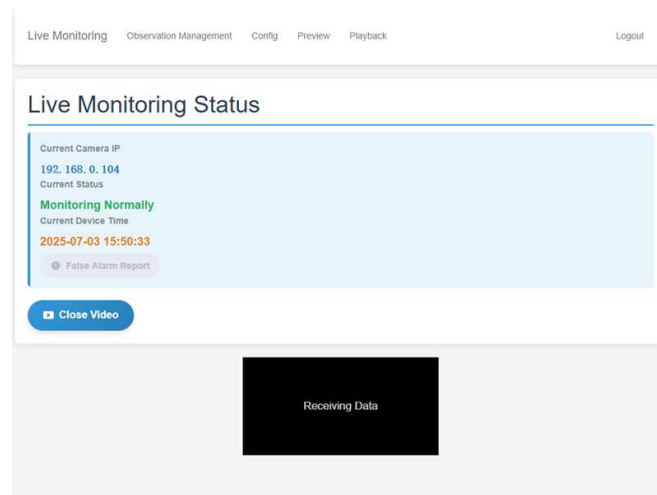 Live Monitoring Observation Management Config Preview Playback Logout
Live Monitoring Status
Current Camera IP
192. 168. 0. 104
Current Status
Monitoring Normally
Current Device Time
2025-07-03 15:50:33
False Alarm Report
Close Video
Receiving Data